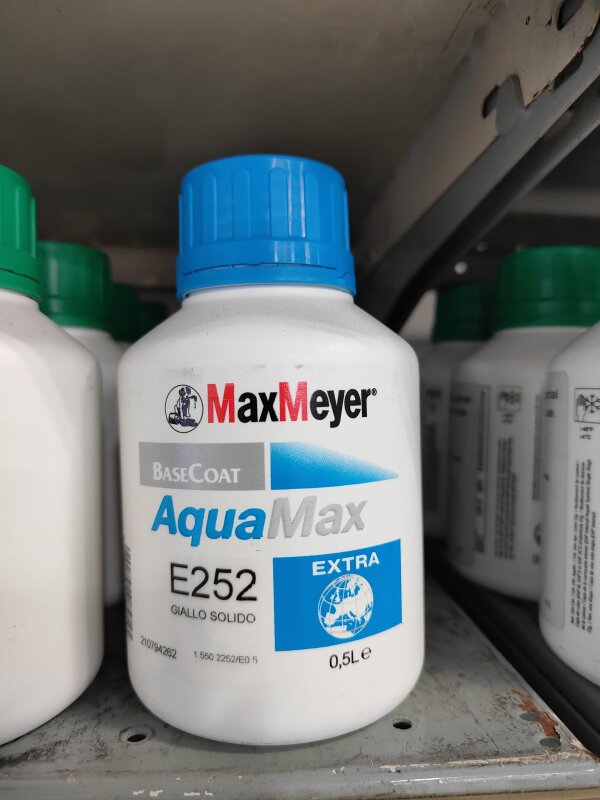 MaxMeyer®
BASECOAT
AquaMax
E252
GIALLO SOLIDO
EXTRA
210794262
1.550.2252/E0.5
0,5L e